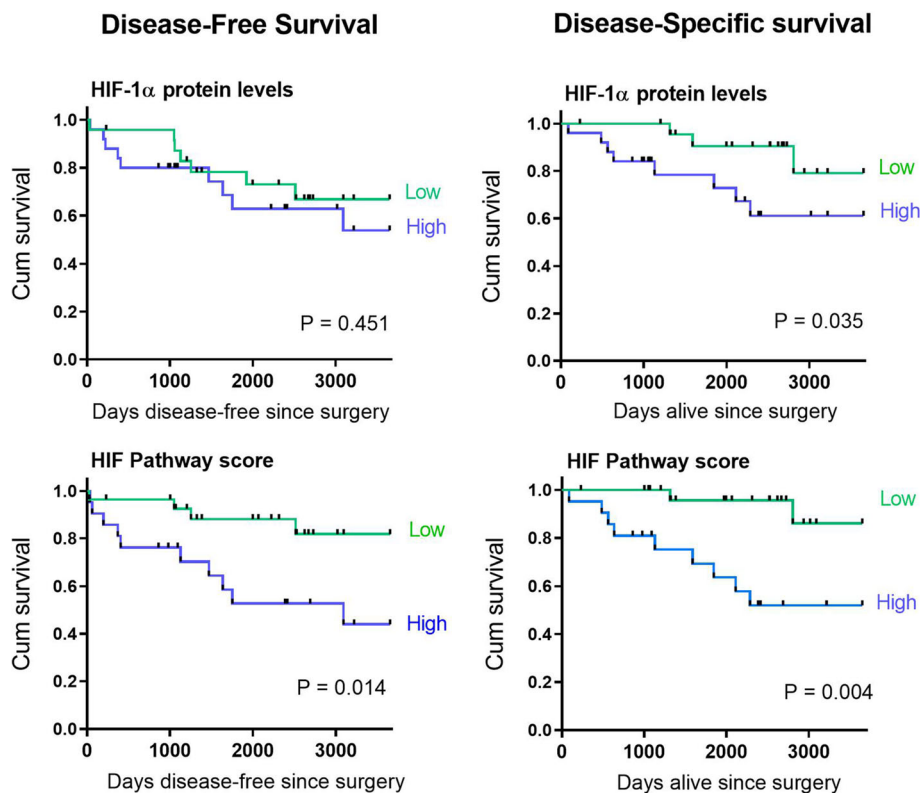 Disease-Free Survival
Disease-Specific survival
HIF-1α protein levels
1.0
0.8
0.6
0.4
0.2
0.0
Cum survival
Low
High
P = 0.451
0 1000 2000 3000
Days disease-free since surgery
HIF-1α protein levels
1.0
0.8
0.6
0.4
0.2
0.0
Cum survival
Low
High
P = 0.035
0 1000 2000 3000
Days alive since surgery
HIF Pathway score
1.0
0.8
0.6
0.4
0.2
0.0
Cum survival
Low
High
P = 0.014
0 1000 2000 3000
Days disease-free since surgery
HIF Pathway score
1.0
0.8
0.6
0.4
0.2
0.0
Cum survival
Low
High
P = 0.004
0 1000 2000 3000
Days alive since surgery